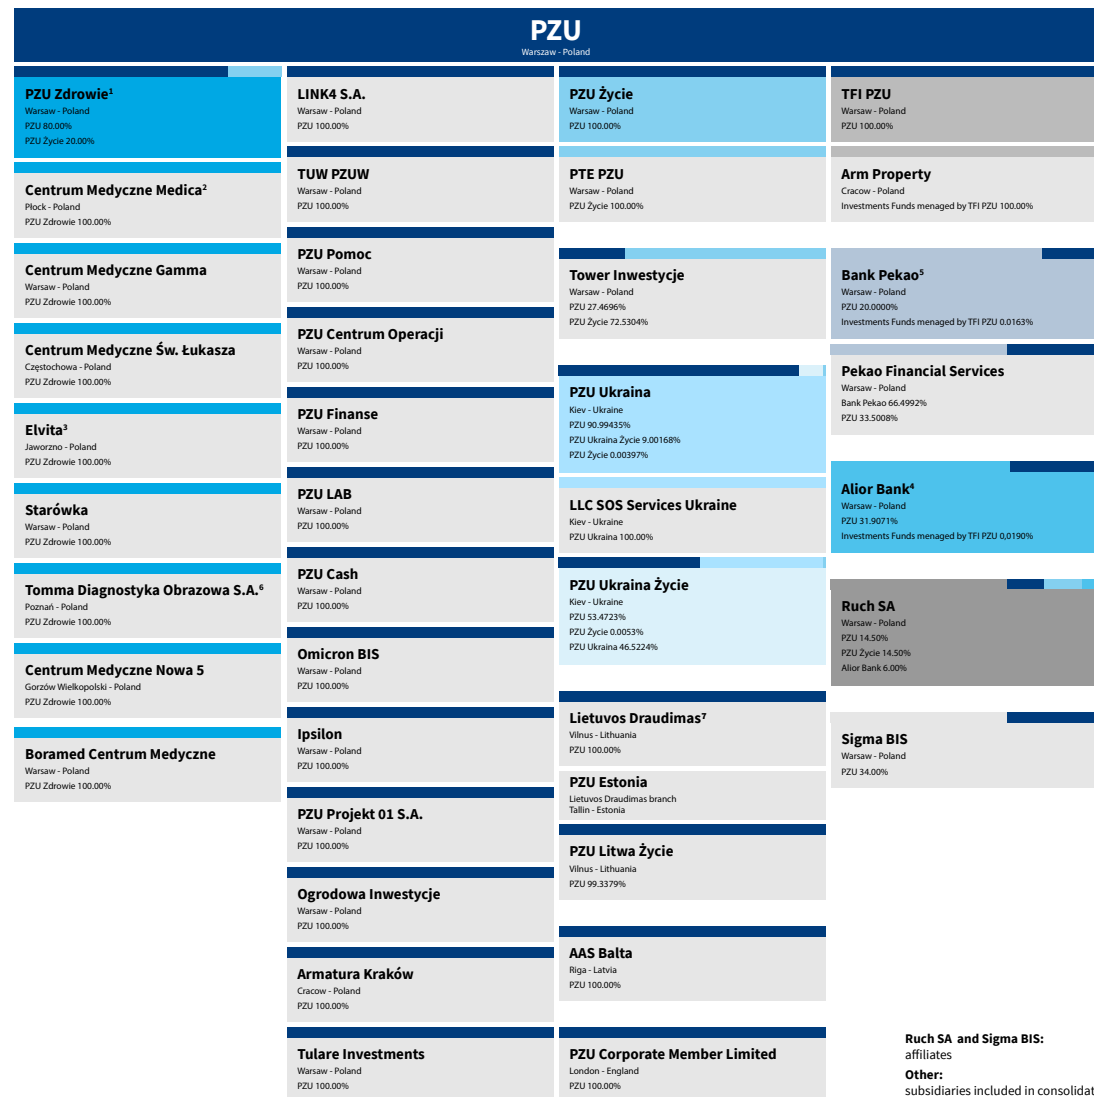 PZU
Warszaw - Poland
PZU Zdrowie¹
Warsaw - Poland
PZU 80.00%
PZU Życie 20.00%
Centrum Medyczne Medica²
Płock - Poland
PZU Zdrowie 100.00%
Centrum Medyczne Gamma
Warsaw - Poland
PZU Zdrowie 100.00%
Centrum Medyczne Św. Łukasza
Częstochowa - Poland
PZU Zdrowie 100.00%
Elvita³
Jaworzno - Poland
PZU Zdrowie 100.00%
Starówka
Warsaw - Poland
PZU Zdrowie 100.00%
Tomma Diagnostyka Obrazowa S.A.⁶
Poznań - Poland
PZU Zdrowie 100.00%
Centrum Medyczne Nowa 5
Gorzów Wielkopolski - Poland
PZU Zdrowie 100.00%
Boramed Centrum Medyczne
Warsaw - Poland
PZU Zdrowie 100.00%
LINK4 S.A.
Warsaw - Poland
PZU 100.00%
TUW PZUW
Warsaw - Poland
PZU 100.00%
PZU Pomoc
Warsaw - Poland
PZU 100.00%
PZU Centrum Operacji
Warsaw - Poland
PZU 100.00%
PZU Finanse
Warsaw - Poland
PZU 100.00%
PZU LAB
Warsaw - Poland
PZU 100.00%
PZU Cash
Warsaw - Poland
PZU 100.00%
Omicron BIS
Warsaw - Poland
PZU 100.00%
Ipsilon
Warsaw - Poland
PZU 100.00%
PZU Projekt 01 S.A.
Warsaw - Poland
PZU 100.00%
Ogrodowa Inwestycje
Warsaw - Poland
PZU 100.00%
Armatura Kraków
Cracow - Poland
PZU 100.00%
Tulare Investments
Warsaw - Poland
PZU 100.00%
PZU Życie
Warsaw - Poland
PZU 100.00%
PTE PZU
Warsaw - Poland
PZU Życie 100.00%
Tower Inwestycje
Warsaw - Poland
PZU 27.4696%
PZU Życie 72.5304%
PZU Ukraina
Kiev - Ukraine
PZU 90.99435%
PZU Ukraina Życie 9.00168%
PZU Życie 0.00397%
LLC SOS Services Ukraine
Kiev - Ukraine
PZU Ukraina 100.00%
PZU Ukraina Życie
Kiev - Ukraine
PZU 53.4723%
PZU Życie 0.0053%
PZU Ukraina 46.5224%
Lietuvos Draudimas⁷
Vilnus - Lithuania
PZU 100.00%
PZU Estonia
Lietuvos Draudimas branch
Tallin - Estonia
PZU Litwa Życie
Vilnus - Lithuania
PZU 99.3379%
AAS Balta
Riga - Latvia
PZU 100.00%
PZU Corporate Member Limited
London - England
PZU 100.00%
TFI PZU
Warsaw - Poland
PZU 100.00%
Arm Property
Cracow - Poland
Investments Funds menaged by TFI PZU 100.00%
Bank Pekao⁵
Warsaw - Poland
PZU 20.0000%
Investments Funds menaged by TFI PZU 0.0163%
Pekao Financial Services
Warsaw - Poland
Bank Pekao 66.4992%
PZU 33.5008%
Alior Bank⁴
Warsaw - Poland
PZU 31.9071%
Investments Funds menaged by TFI PZU 0,0190%
Ruch SA
Warsaw - Poland
PZU 14.50%
PZU Życie 14.50%
Alior Bank 6.00%
Sigma BIS
Warsaw - Poland
PZU 34.00%
Ruch SA and Sigma BIS:
affiliates
Other:
subsidiaries included in consolidat